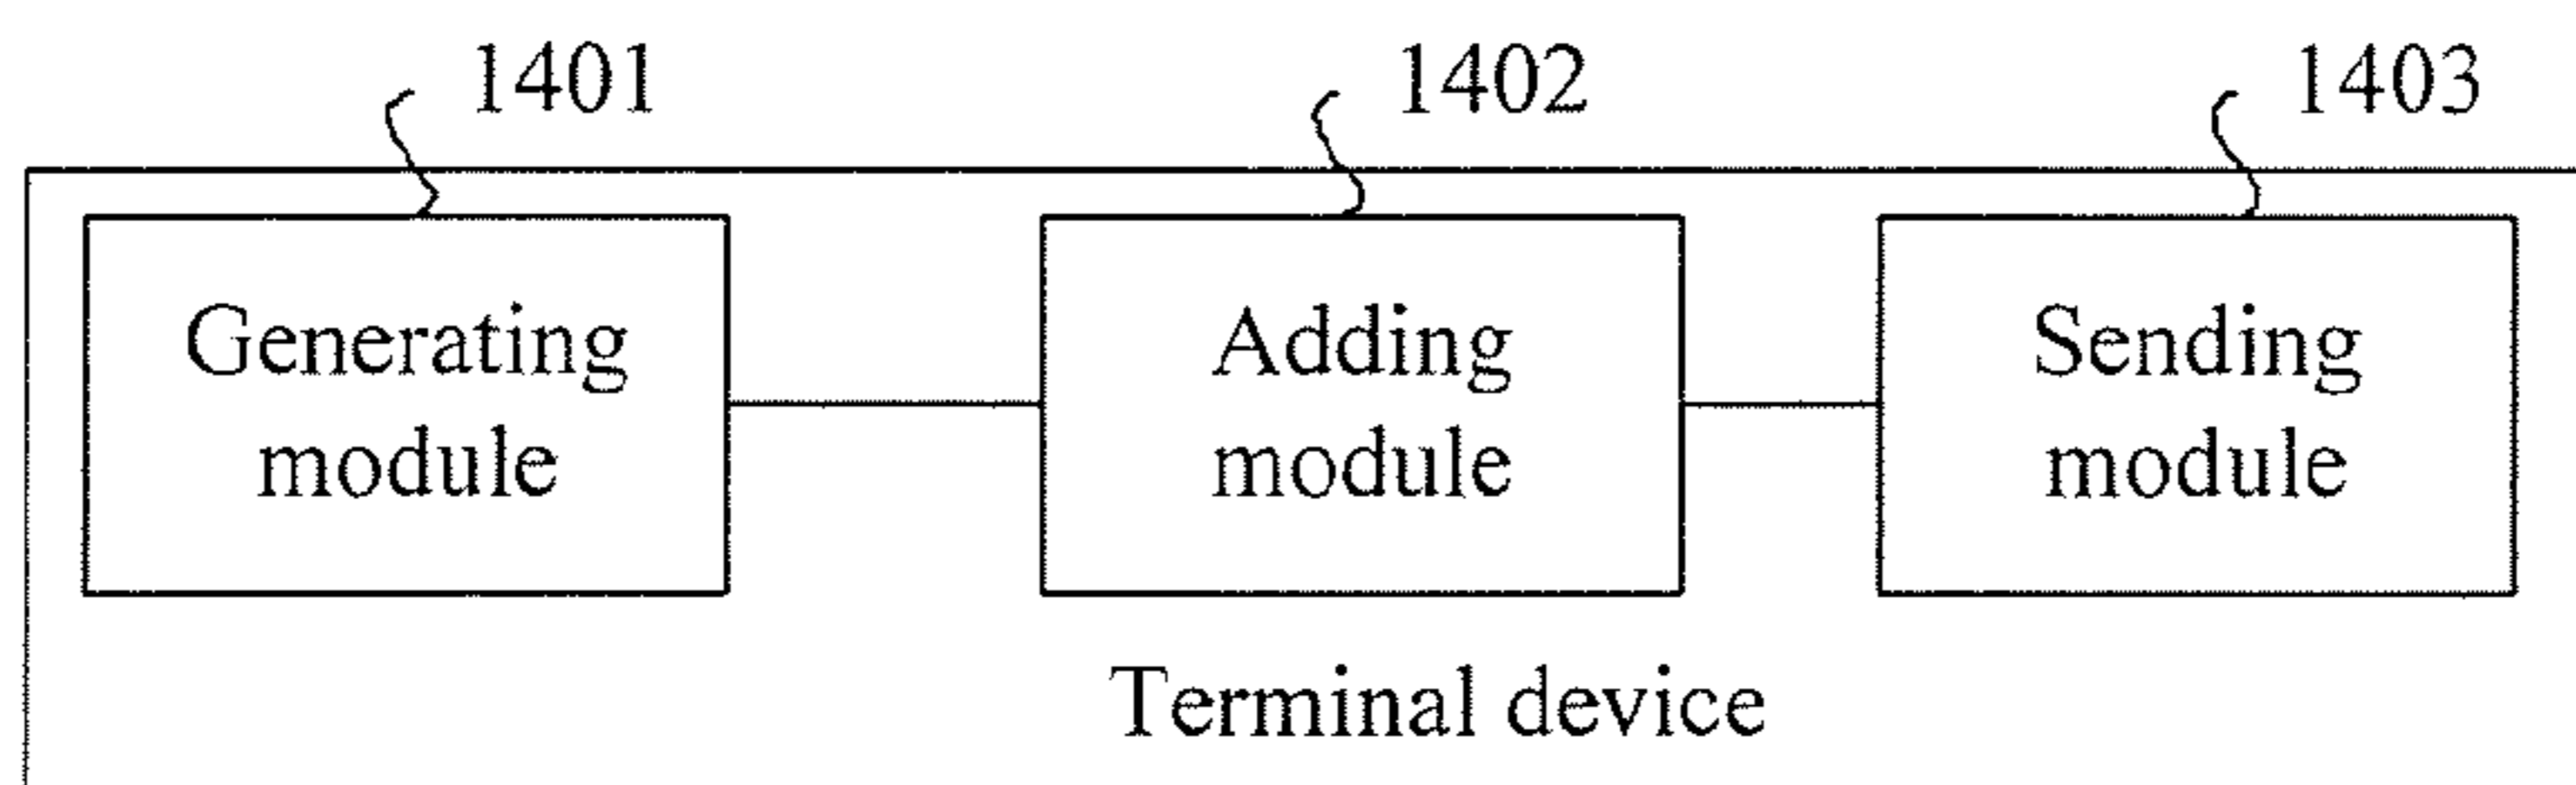 1401
1402
1403
Generating
module
Adding
module
Sending
module
Terminal device